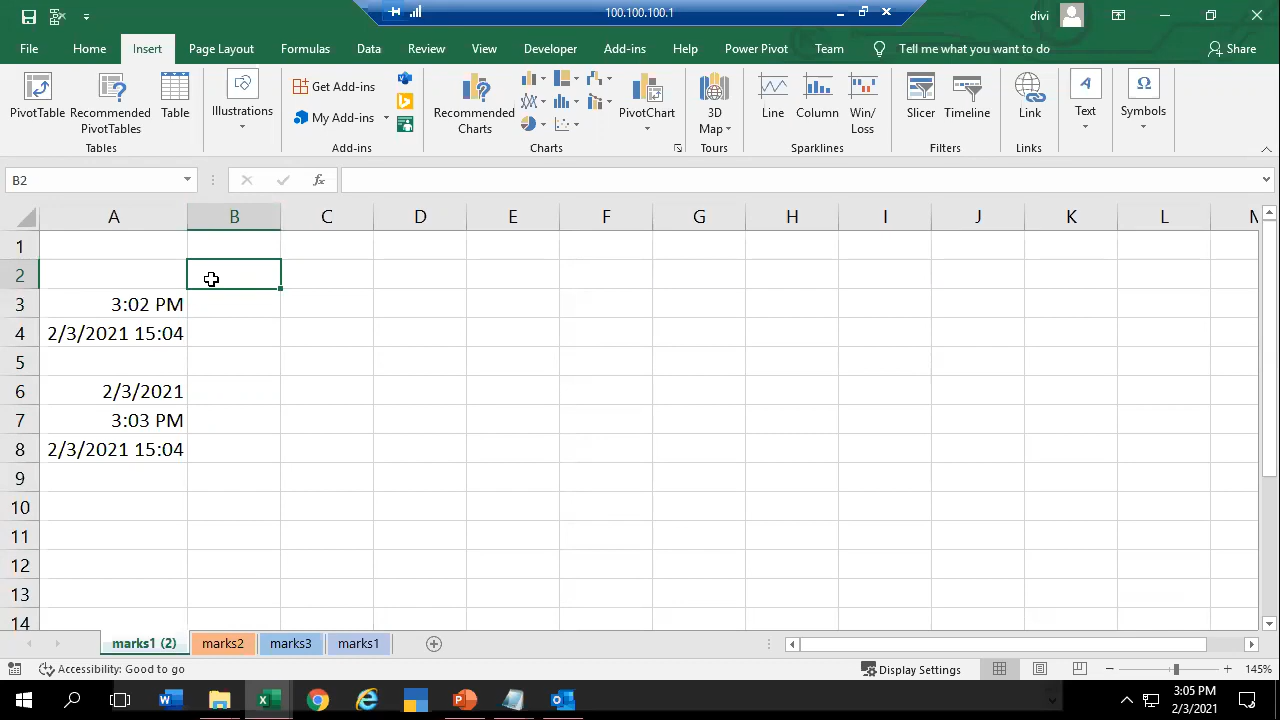 100.100.100.1
divi
File Home Insert Page Layout Formulas Data Review View Developer Add-ins Help Power Pivot Team Tell me what you want to do Share
PivotTable
Recommended
PivotTables
Table
Tables
Illustrations
Get Add-ins
My Add-ins
Add-ins
Recommended
Charts
PivotChart
Charts
3D
Map
Tours
Line
Column
Win/
Loss
Sparklines
Slicer
Timeline
Filters
Link
Links
Text
Symbols
B2
fx
A B C D E F G H I J K L M
1
2
3 3:02 PM
4 2/3/2021 15:04
5
6 2/3/2021
7 3:03 PM
8 2/3/2021 15:04
9
10
11
12
13
14
marks1 (2) marks2 marks3 marks1
Accessibility: Good to go
Display Settings
145%
3:05 PM
2/3/2021